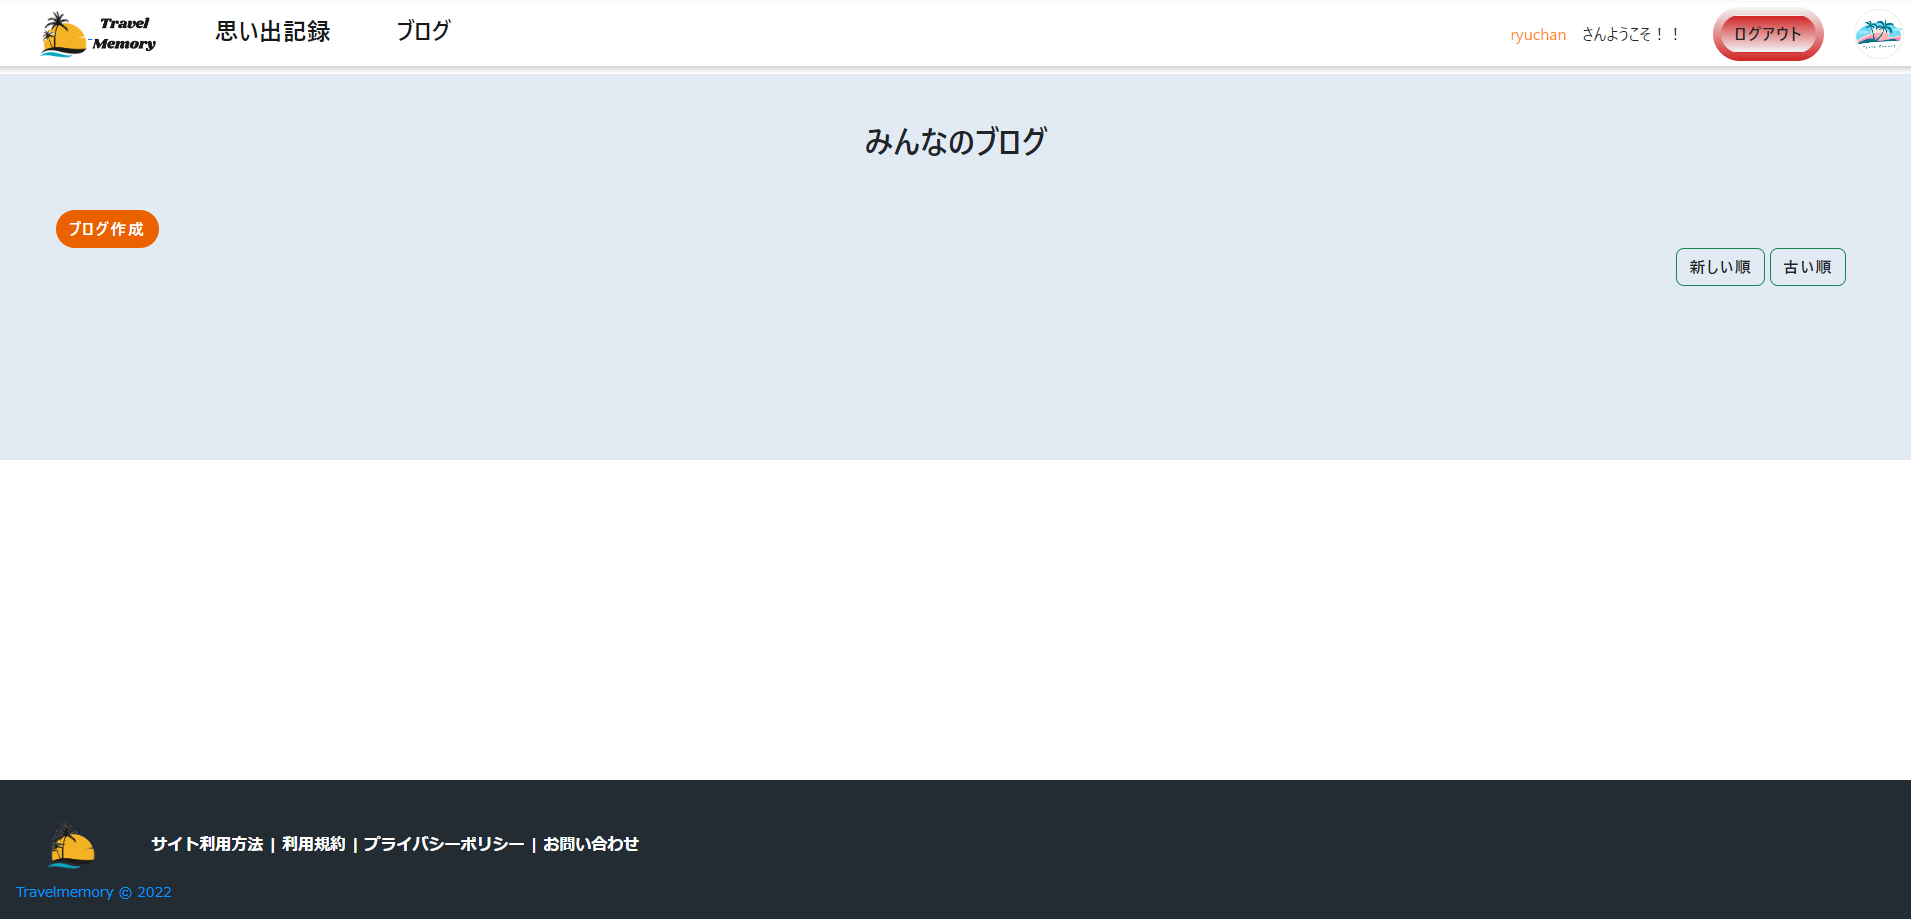 Travel
Memory
思い出記録
ブログ
ryuchan さんようこそ！！
ログアウト
みんなのブログ
ブログ作成
新しい順
古い順
サイト利用方法 | 利用規約 | プライバシーポリシー | お問い合わせ
Travelmemory © 2022